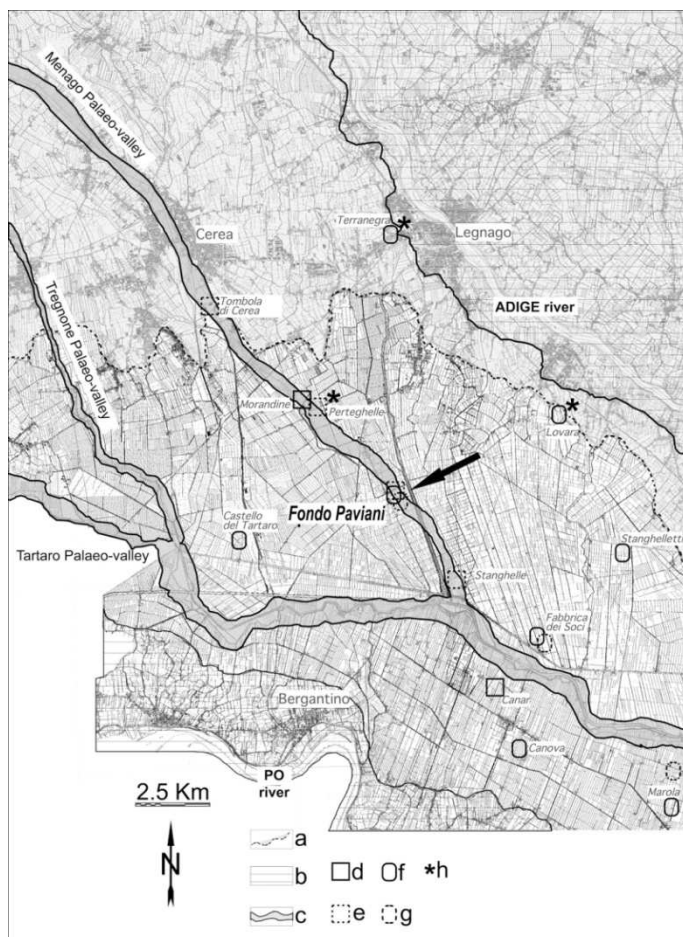 Menago Palaeo-valley
Terranegra
*
Legnago
Cerea
Tregnone Palaeo-valley
Tombola
di Cerea
ADIGE river
Morandine
*
Perteghelle
*
Lovara
Fondo Paviani
Castello
del Tartaro
Stanghelletti
Tartaro Palaeo-valley
Stanghelle
Fabbrica
dei Soci
Bergantino
Canar
Canova
PO
river
Marola
2.5 Km
N
a
b
c
d
e
f
g
*h